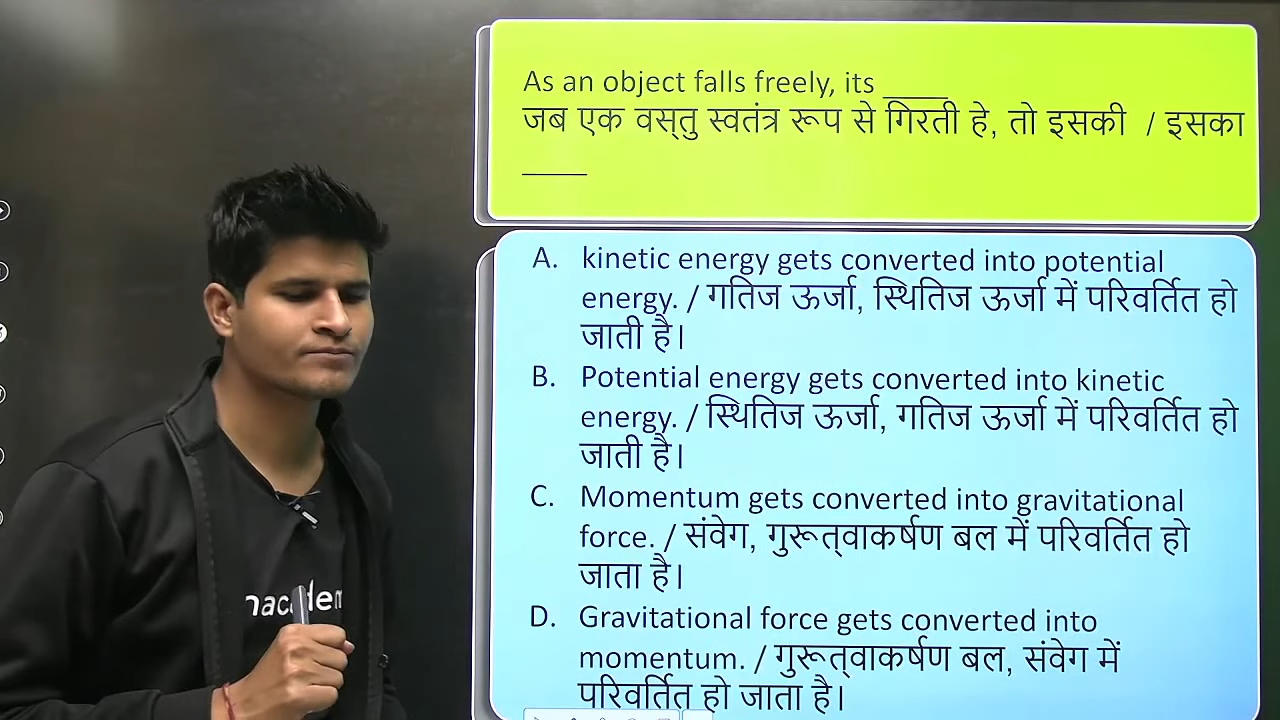 As an object falls freely, its ____
जब एक वस्तु स्वतंत्र रूप से गिरती हे, तो इसकी / इसका
____
A. kinetic energy gets converted into potential
energy. / गतिज ऊर्जा, स्थितिज ऊर्जा में परिवर्तित हो
जाती है।
B. Potential energy gets converted into kinetic
energy. / स्थितिज ऊर्जा, गतिज ऊर्जा में परिवर्तित हो
जाती है।
C. Momentum gets converted into gravitational
force. / संवेग, गुरूत्वाकर्षण बल में परिवर्तित हो
जाता है।
D. Gravitational force gets converted into
momentum. / गुरूत्वाकर्षण बल, संवेग में
परिवर्तित हो जाता है।